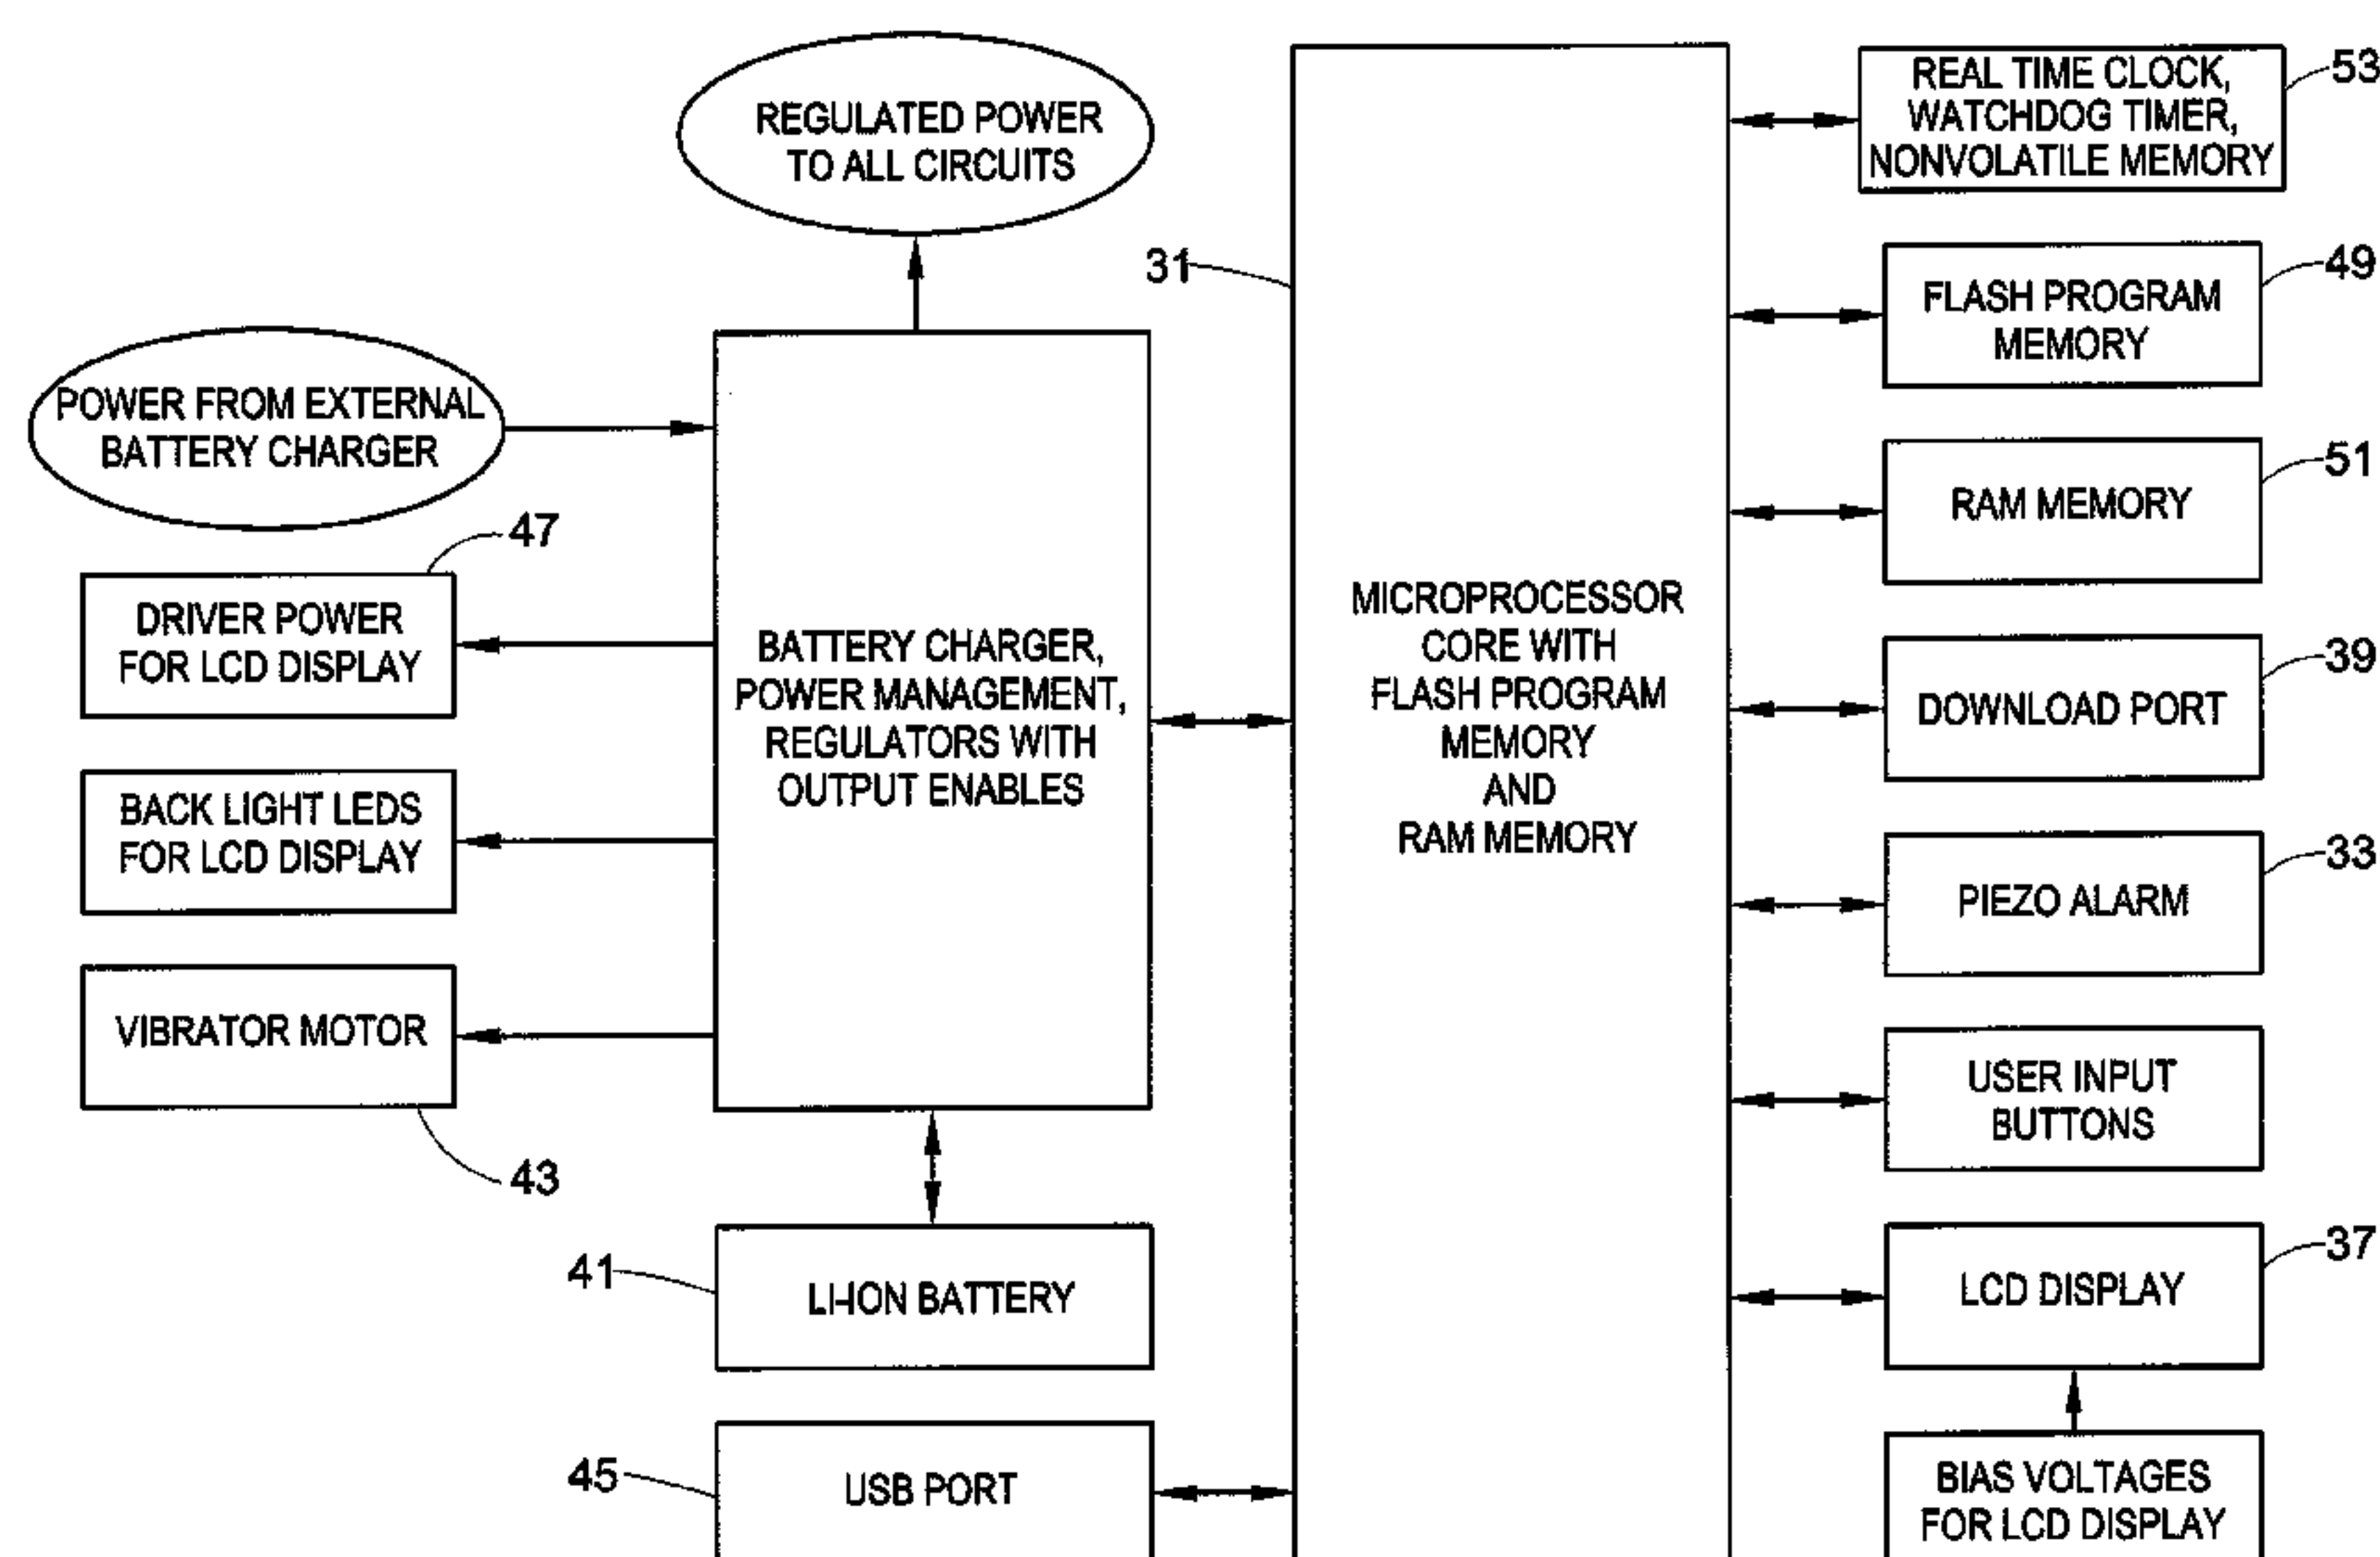 REGULATED POWER
TO ALL CIRCUITS
POWER FROM EXTERNAL
BATTERY CHARGER
47
DRIVER POWER
FOR LCD DISPLAY
BACK LIGHT LEDS
FOR LCD DISPLAY
VIBRATOR MOTOR
43
BATTERY CHARGER,
POWER MANAGEMENT,
REGULATORS WITH
OUTPUT ENABLES
41
LI-ION BATTERY
45
USB PORT
31
MICROPROCESSOR
CORE WITH
FLASH PROGRAM
MEMORY
AND
RAM MEMORY
REAL TIME CLOCK,
WATCHDOG TIMER,
NONVOLATILE MEMORY
53
FLASH PROGRAM
MEMORY
49
RAM MEMORY
51
DOWNLOAD PORT
39
PIEZO ALARM
33
USER INPUT
BUTTONS
LCD DISPLAY
37
BIAS VOLTAGES
FOR LCD DISPLAY